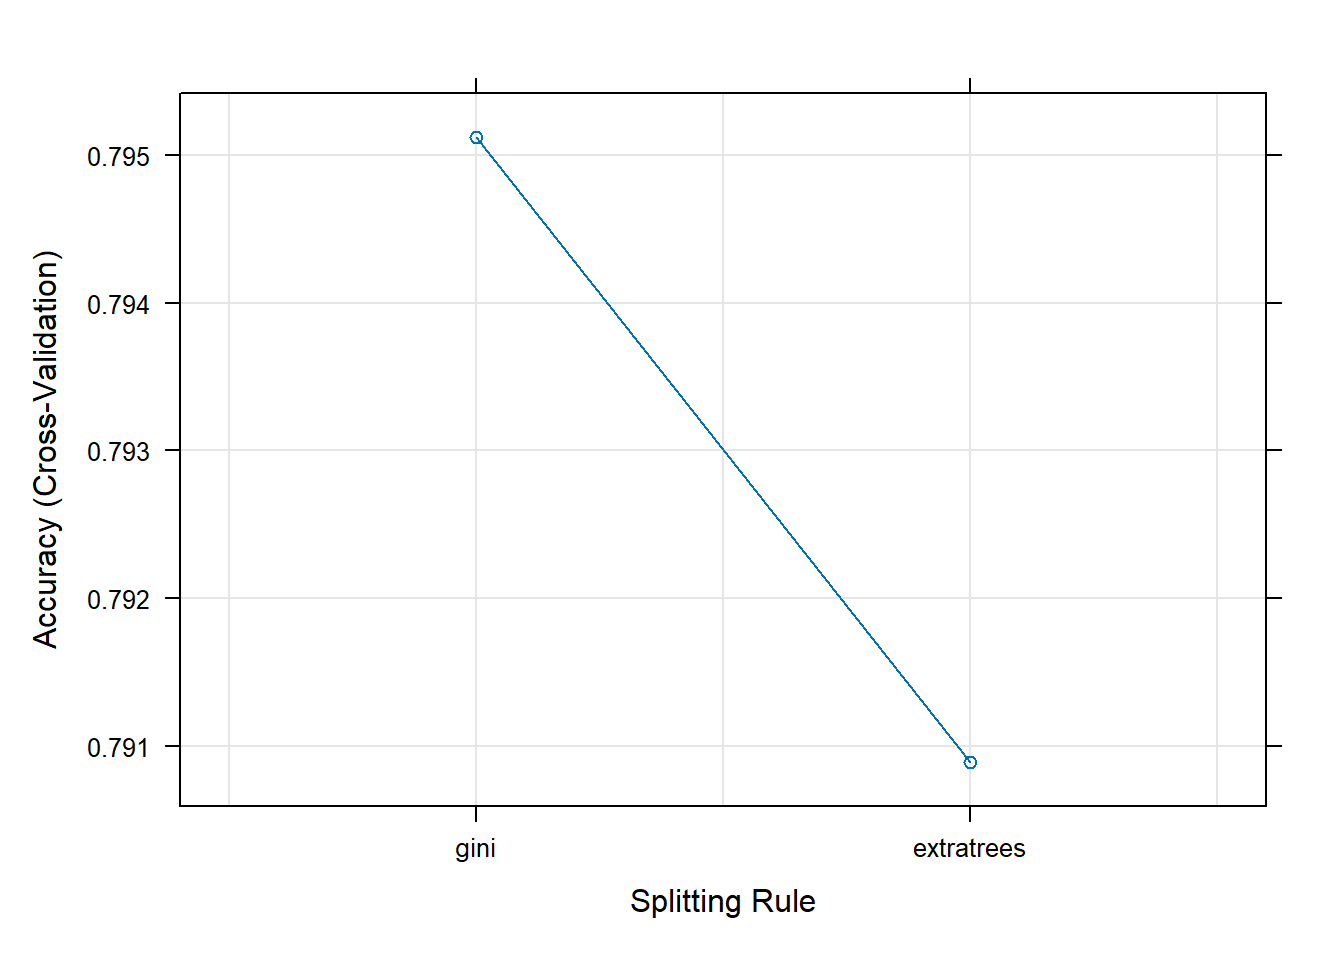 0.795
0.794
0.793
0.792
0.791
Accuracy (Cross-Validation)
gini
extratrees
Splitting Rule